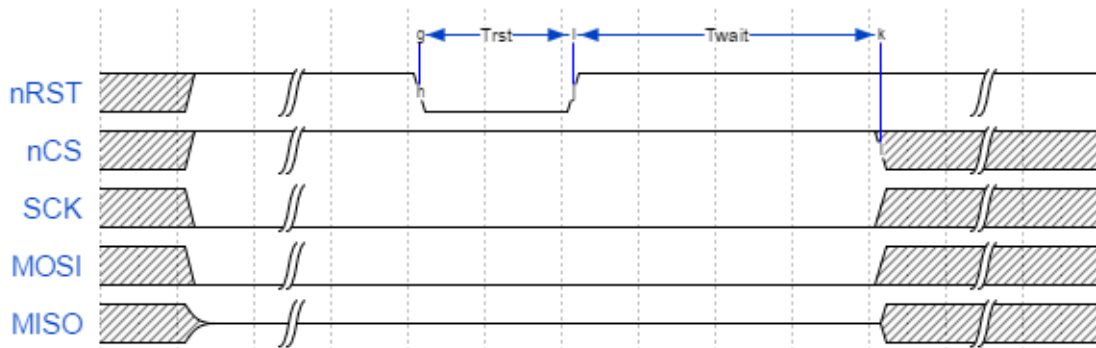 g Trst i Twait k
nRST h j
nCS l
SCK
MOSI
MISO